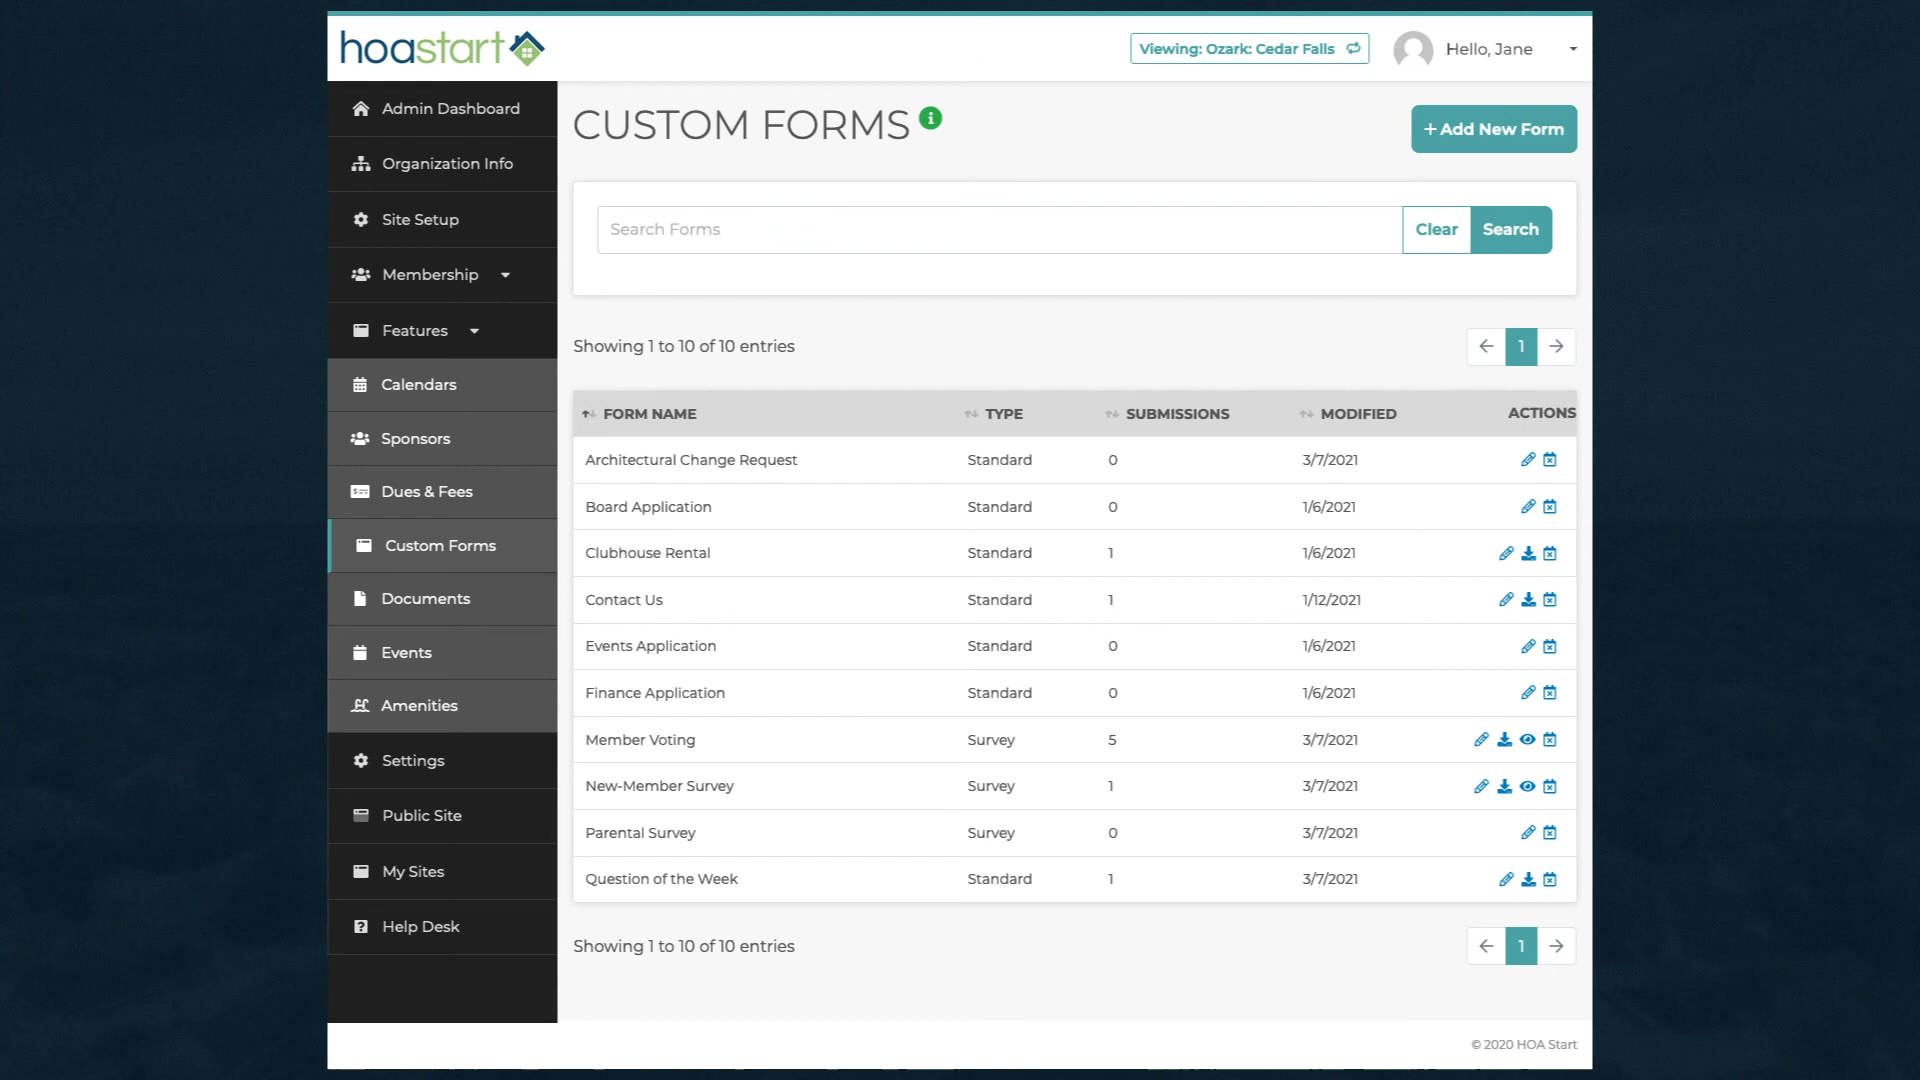 hoastart
Viewing: Ozark: Cedar Falls
Hello, Jane
Admin Dashboard
Organization Info
Site Setup
Membership
Features
Calendars
Sponsors
Dues & Fees
Custom Forms
Documents
Events
Amenities
Settings
Public Site
My Sites
Help Desk
CUSTOM FORMS
+ Add New Form
Search Forms
Clear
Search
Showing 1 to 10 of 10 entries
← 1 →
FORM NAME TYPE SUBMISSIONS MODIFIED ACTIONS
Architectural Change Request Standard 0 3/7/2021
Board Application Standard 0 1/6/2021
Clubhouse Rental Standard 1 1/6/2021
Contact Us Standard 1 1/12/2021
Events Application Standard 0 1/6/2021
Finance Application Standard 0 1/6/2021
Member Voting Survey 5 3/7/2021
New-Member Survey Survey 1 3/7/2021
Parental Survey Survey 0 3/7/2021
Question of the Week Standard 1 3/7/2021
Showing 1 to 10 of 10 entries
← 1 →
© 2020 HOA Start